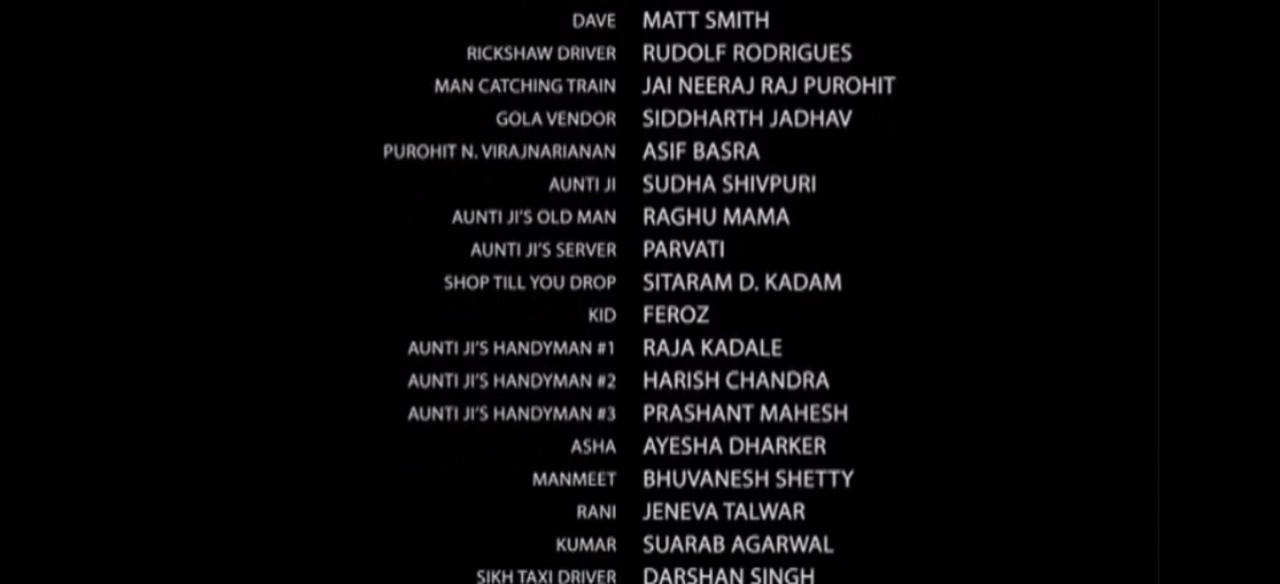 DAVE MATT SMITH
RICKSHAW DRIVER RUDOLF RODRIGUES
MAN CATCHING TRAIN JAI NEERAJ RAJ PUROHIT
GOLA VENDOR SIDDHARTH JADHAV
PUROHIT N. VIRAJNARIANAN ASIF BASRA
AUNTI JI SUDHA SHIVPURI
AUNTI JI'S OLD MAN RAGHU MAMA
AUNTI JI'S SERVER PARVATI
SHOP TILL YOU DROP SITARAM D. KADAM
KID FEROZ
AUNTI JI'S HANDYMAN #1 RAJA KADALE
AUNTI JI'S HANDYMAN #2 HARISH CHANDRA
AUNTI JI'S HANDYMAN #3 PRASHANT MAHESH
ASHA AYESHA DHARKER
MANMEET BHUVANESH SHETTY
RANI JENEVA TALWAR
KUMAR SUARAB AGARWAL
SIKH TAXI DRIVER DARSHAN SINGH